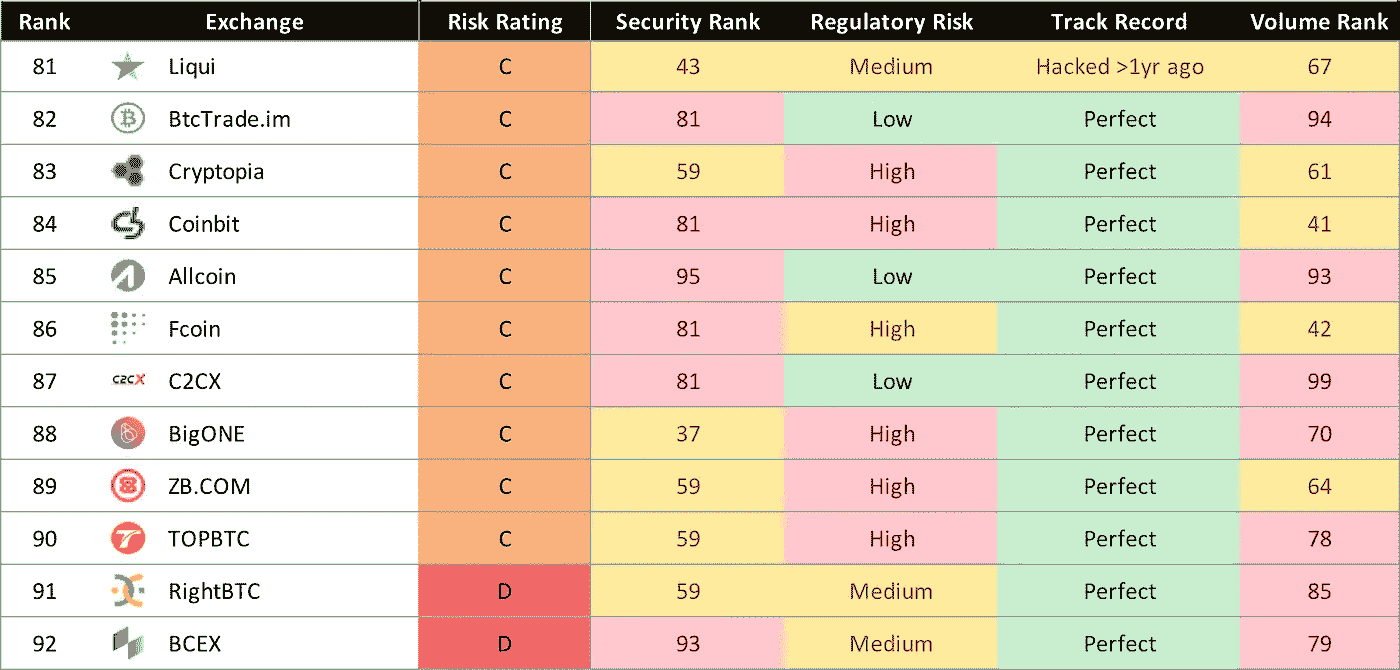 Rank Exchange Risk Rating Security Rank Regulatory Risk Track Record Volume Rank
81 Liqui C 43 Medium Hacked >1yr ago 67
82 BtcTrade.im C 81 Low Perfect 94
83 Cryptopia C 59 High Perfect 61
84 Coinbit C 81 High Perfect 41
85 Allcoin C 95 Low Perfect 93
86 Fcoin C 81 High Perfect 42
87 C2CX C2CX C 81 Low Perfect 99
88 BigONE C 37 High Perfect 70
89 ZB.COM C 59 High Perfect 64
90 TOPBTC C 59 High Perfect 78
91 RightBTC D 59 Medium Perfect 85
92 BCEX D 93 Medium Perfect 79